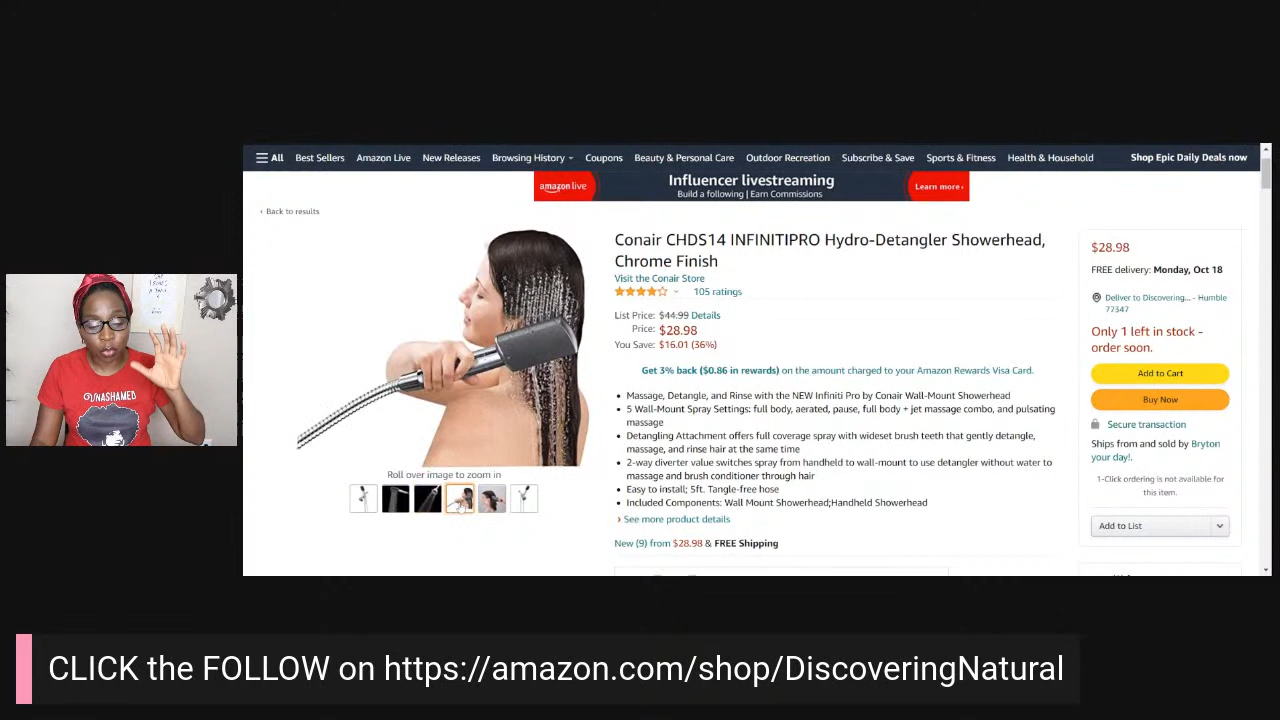 All Best Sellers Amazon Live New Releases Browsing History Coupons Beauty & Personal Care Outdoor Recreation Subscribe & Save Sports & Fitness Health & Household Shop Epic Daily Deals now
amazon live
Influencer livestreaming
Build a following | Earn Commissions
Learn more ›
‹ Back to results
Conair CHDS14 INFINITIPRO Hydro-Detangler Showerhead,
Chrome Finish
Visit the Conair Store
105 ratings
List Price: $44.99 Details
Price: $28.98
You Save: $16.01 (36%)
Get 3% back ($0.86 in rewards) on the amount charged to your Amazon Rewards Visa Card.
• Massage, Detangle, and Rinse with the NEW Infiniti Pro by Conair Wall-Mount Showerhead
• 5 Wall-Mount Spray Settings: full body, aerated, pause, full body + jet massage combo, and pulsating
massage
• Detangling Attachment offers full coverage spray with wideset brush teeth that gently detangle,
massage, and rinse hair at the same time
• 2-way diverter value switches spray from handheld to wall-mount to use detangler without water to
massage and brush conditioner through hair
• Easy to install; 5ft. Tangle-free hose
• Included Components: Wall Mount Showerhead;Handheld Showerhead
› See more product details
New (9) from $28.98 & FREE Shipping
Roll over image to zoom in
$28.98
FREE delivery: Monday, Oct 18
Deliver to Discovering... - Humble
77347
Only 1 left in stock -
order soon.
Add to Cart
Buy Now
Secure transaction
Ships from and sold by Bryton
your day!.
1-Click ordering is not available for
this item.
Add to List
UNASHAMED
CLICK the FOLLOW on https://amazon.com/shop/DiscoveringNatural